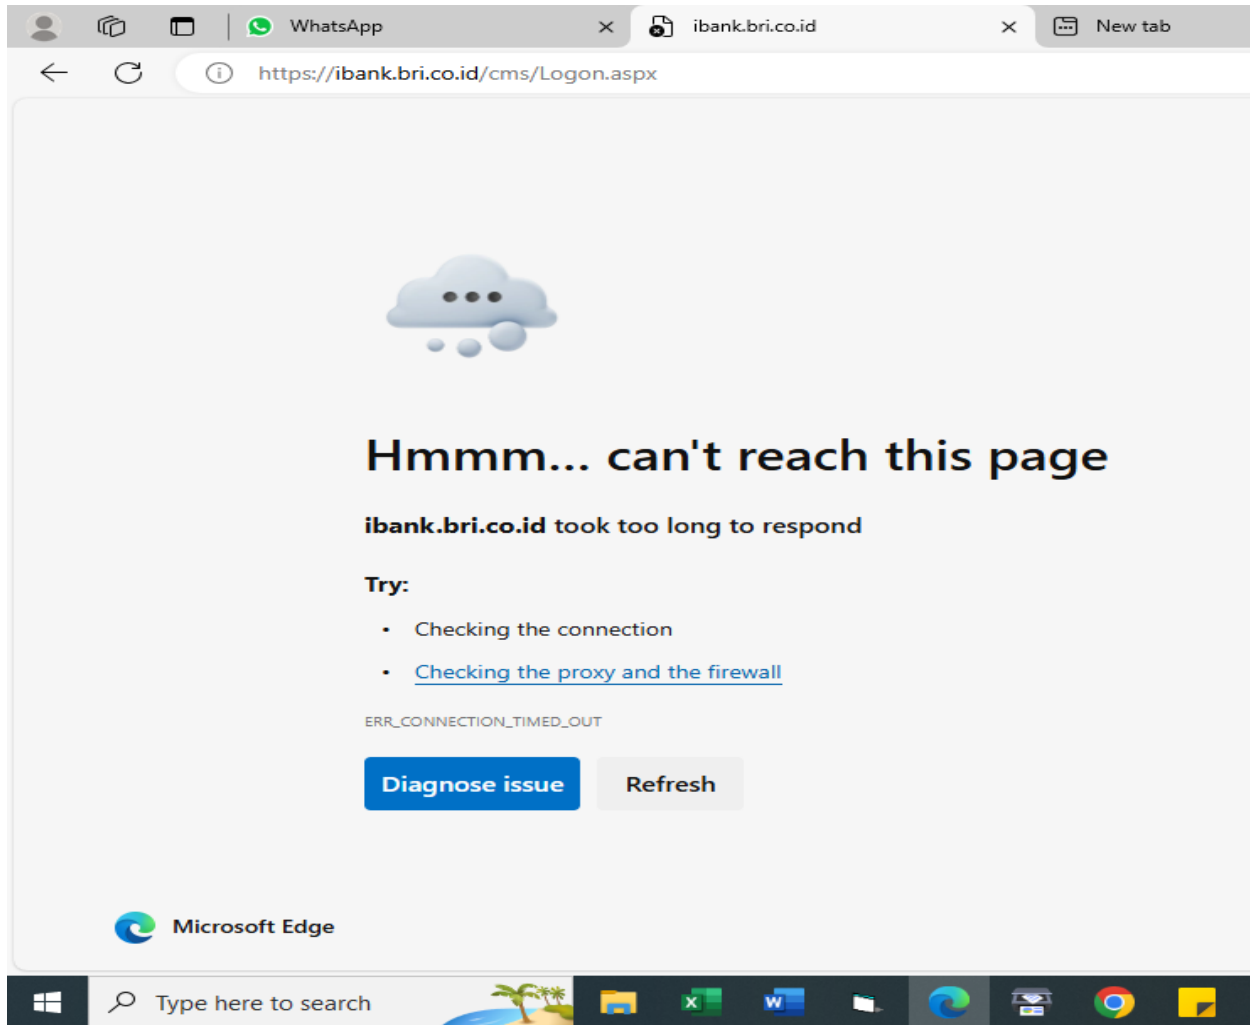 WhatsApp
ibank.bri.co.id
New tab
https://ibank.bri.co.id/cms/Logon.aspx
Hmmm... can't reach this page
ibank.bri.co.id took too long to respond
Try:
• Checking the connection
• Checking the proxy and the firewall
ERR_CONNECTION_TIMED_OUT
Diagnose issue
Refresh
Microsoft Edge
Type here to search